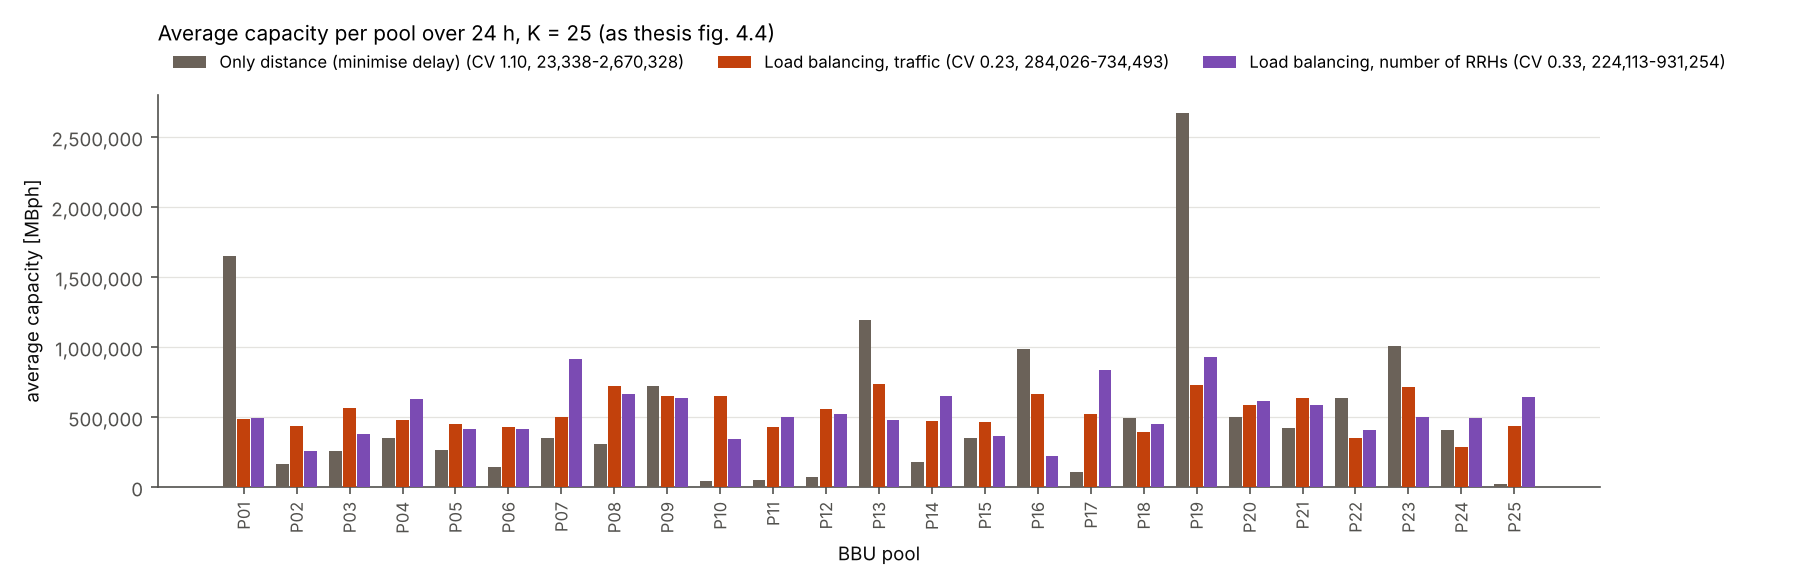 Average capacity per pool over 24 h, K = 25 (as thesis fig. 4.4)
Only distance (minimise delay) (CV 1.10, 23,338-2,670,328)
Load balancing, traffic (CV 0.23, 284,026-734,493)
Load balancing, number of RRHs (CV 0.33, 224,113-931,254)
average capacity [MBph]
2,500,000
2,000,000
1,500,000
1,000,000
500,000
0
P01
P02
P03
P04
P05
P06
P07
P08
P09
P10
P11
P12
P13
P14
P15
P16
P17
P18
P19
P20
P21
P22
P23
P24
P25
BBU pool